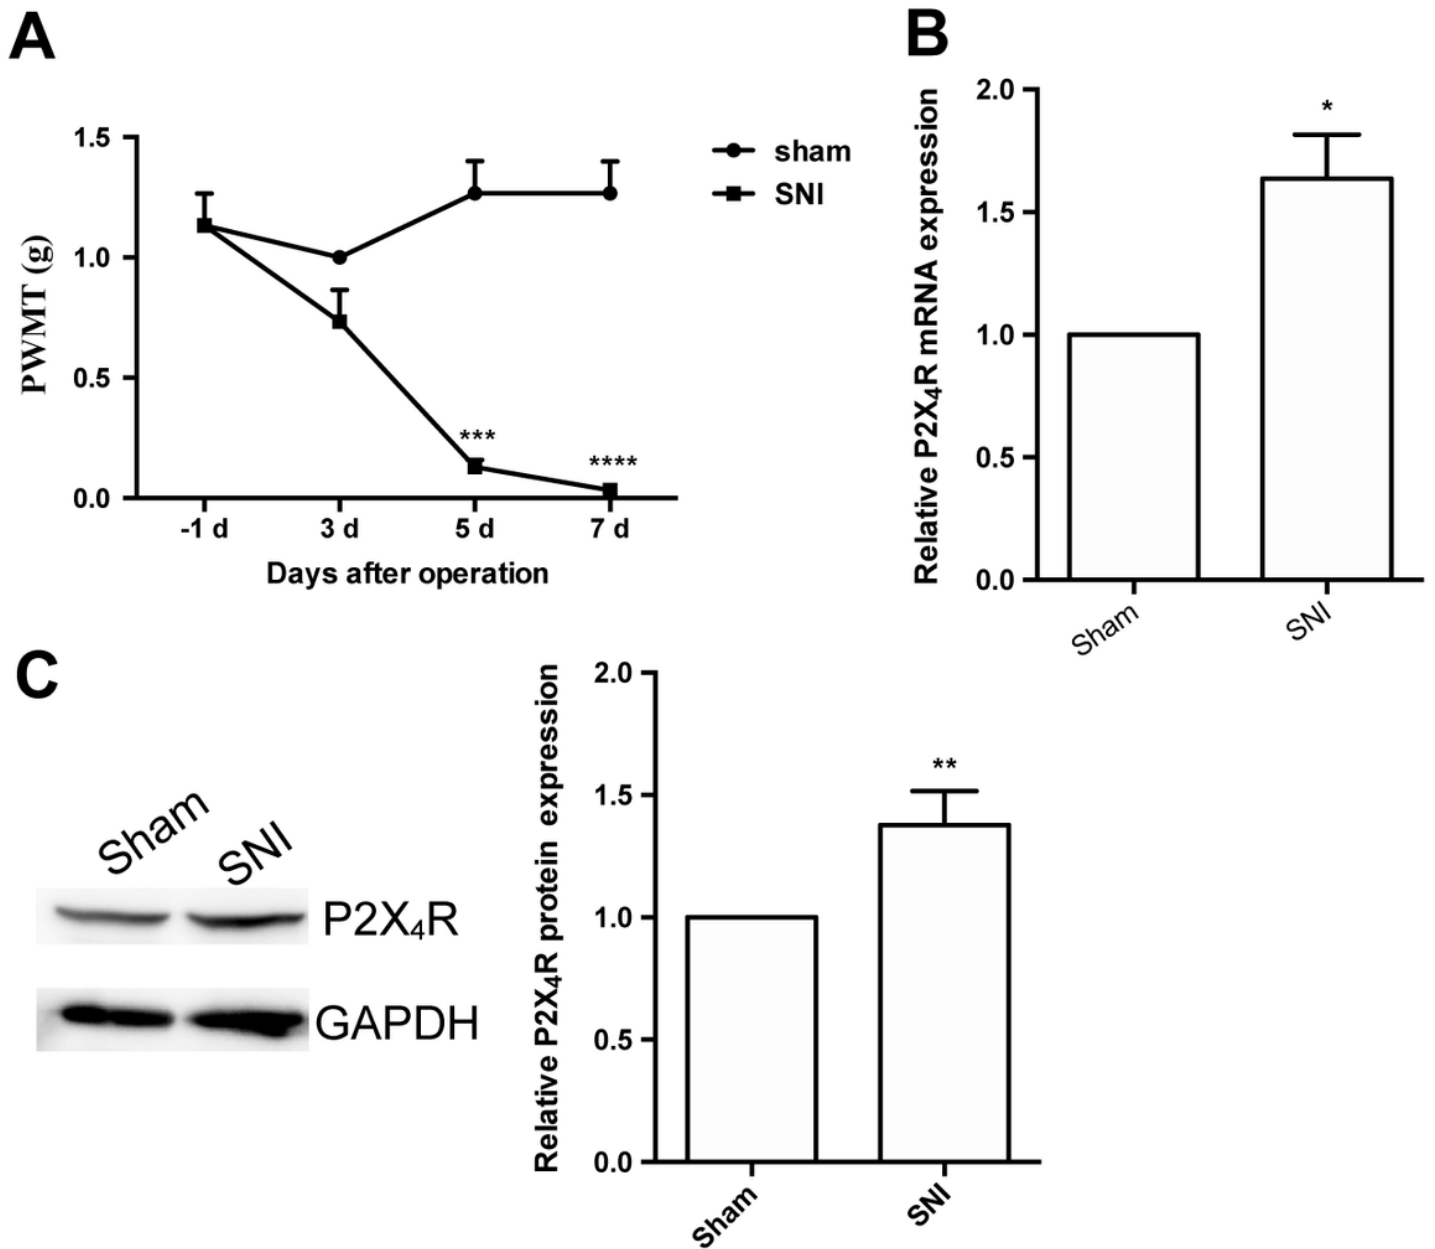 A
1.5
1.0
0.5
0.0
PWMT (g)
-1 d 3 d 5 d 7 d
Days after operation
***
****
sham
SNI
B
2.0
1.5
1.0
0.5
0.0
Relative P2X₄R mRNA expression
*
Sham
SNI
C
Sham
SNI
P2X₄R
GAPDH
2.0
1.5
1.0
0.5
0.0
Relative P2X₄R protein expression
**
Sham
SNI